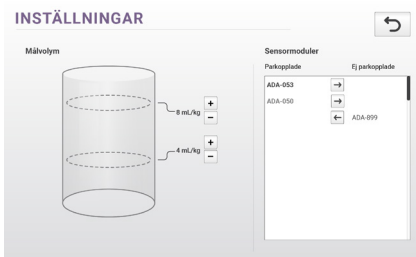 INSTÄLLNINGAR
Målvolym
8 mL/kg
+
−
4 mL/kg
+
−
Sensormoduler
Parkopplade Ej parkopplade
ADA-053 →
ADA-050 →
← ADA-899